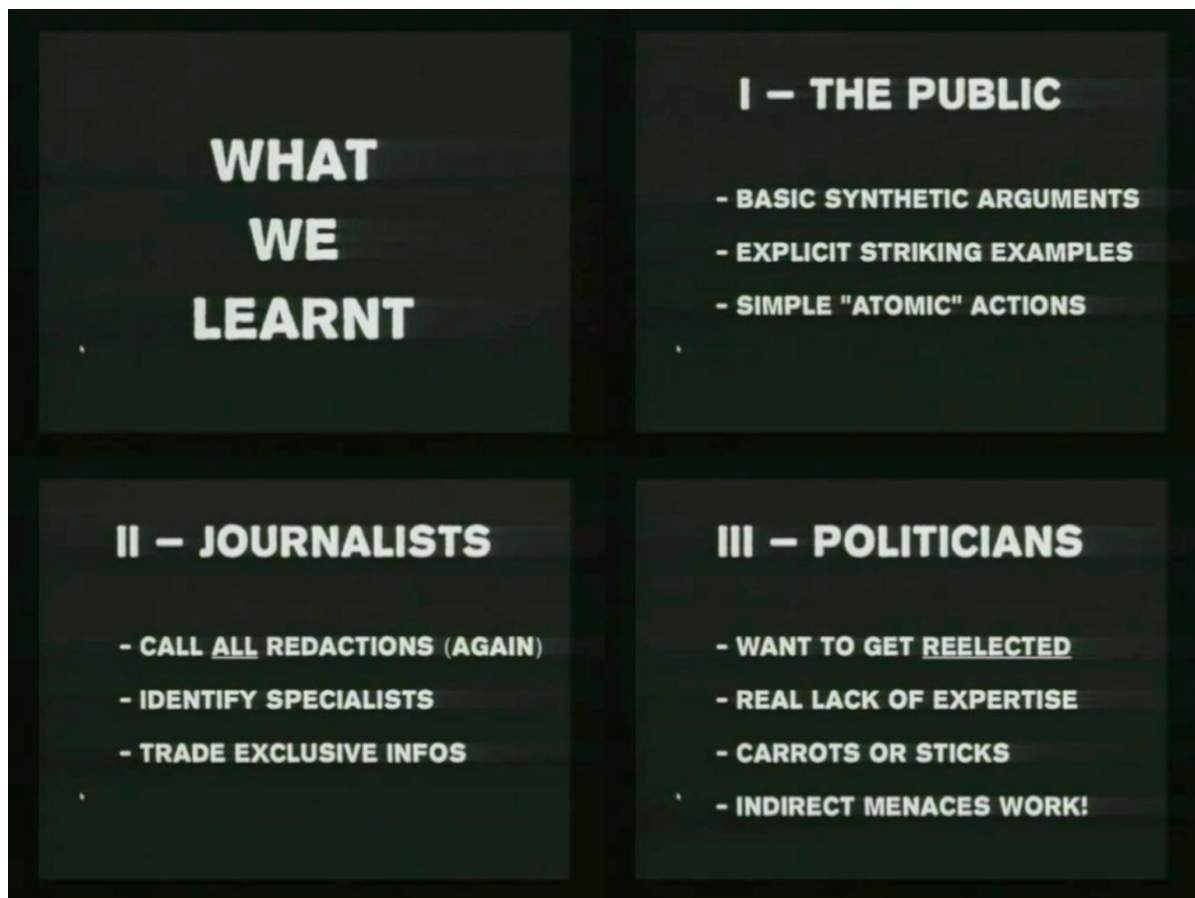 WHAT
WE
LEARNT
I – THE PUBLIC
- BASIC SYNTHETIC ARGUMENTS
- EXPLICIT STRIKING EXAMPLES
- SIMPLE "ATOMIC" ACTIONS
II – JOURNALISTS
- CALL ALL REDACTIONS (AGAIN)
- IDENTIFY SPECIALISTS
- TRADE EXCLUSIVE INFOS
III – POLITICIANS
- WANT TO GET REELECTED
- REAL LACK OF EXPERTISE
- CARROTS OR STICKS
- INDIRECT MENACES WORK!